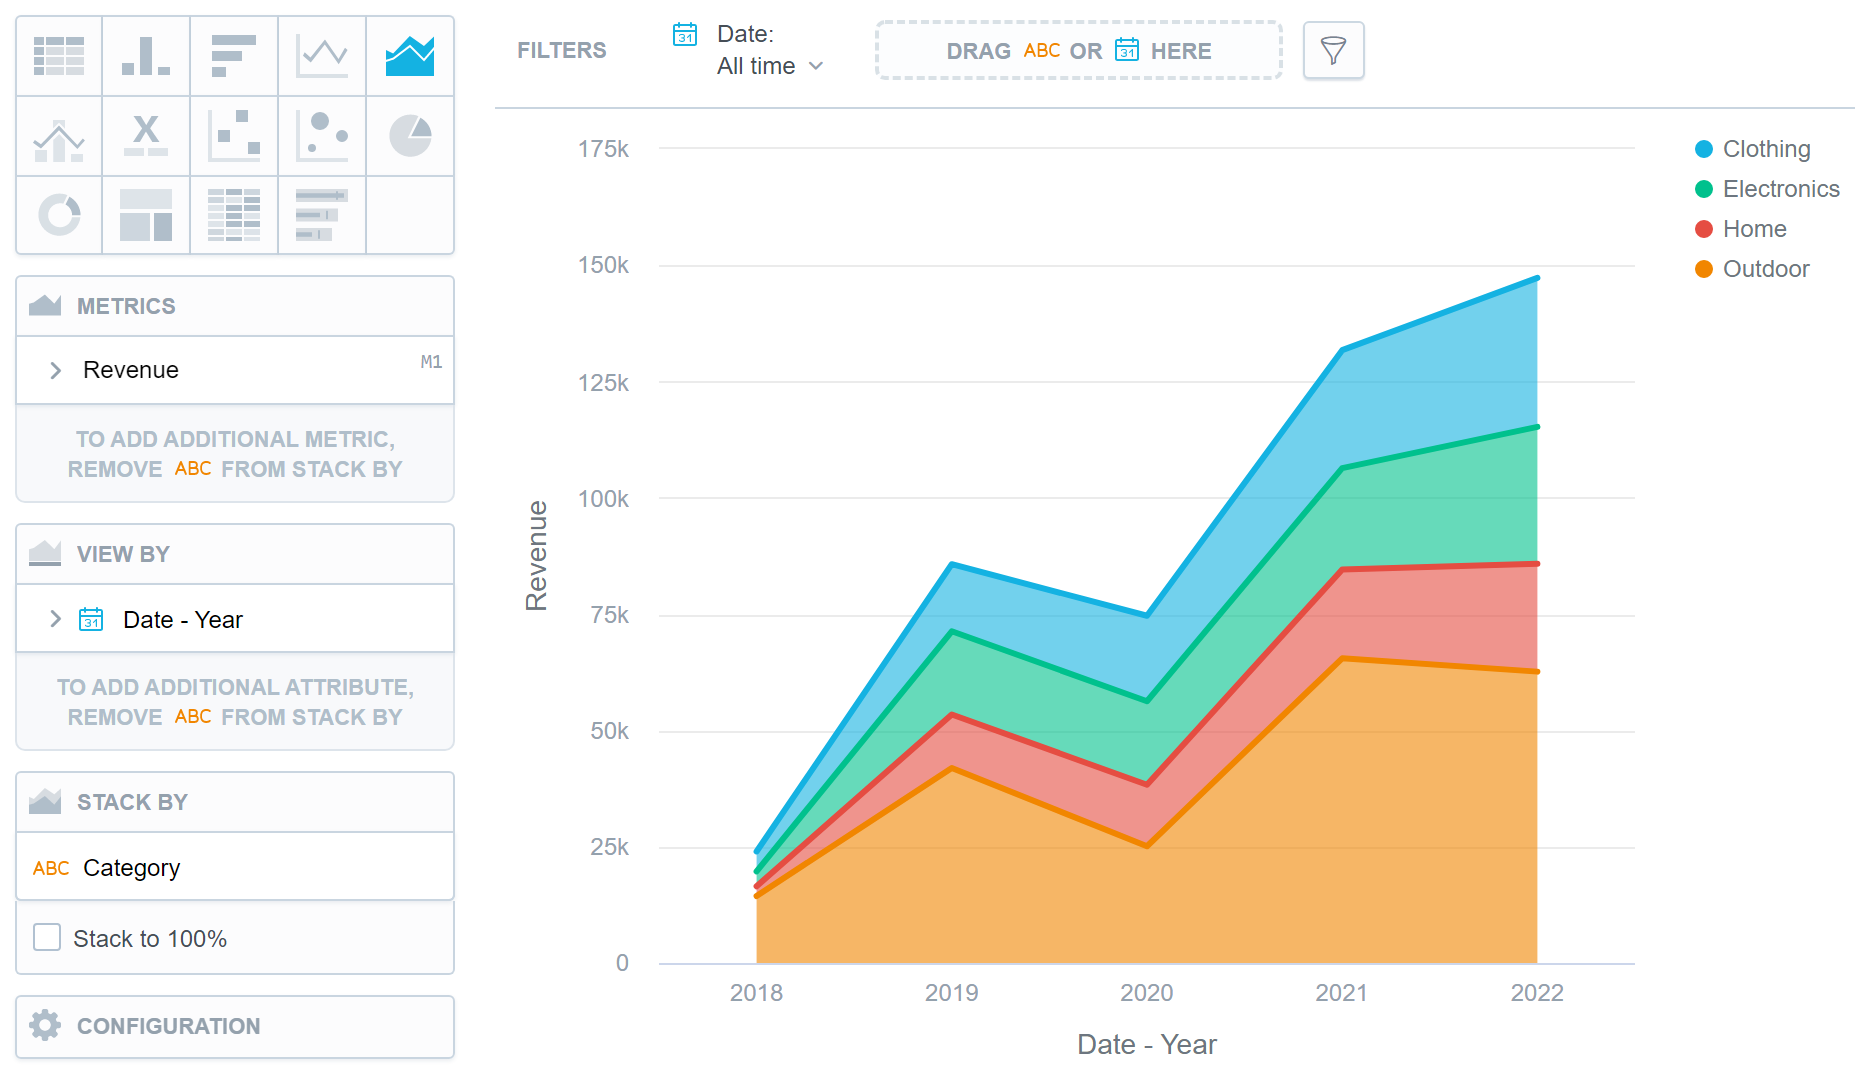 X
METRICS
Revenue
M1
TO ADD ADDITIONAL METRIC,
REMOVE ABC FROM STACK BY
VIEW BY
31 Date - Year
TO ADD ADDITIONAL ATTRIBUTE,
REMOVE ABC FROM STACK BY
STACK BY
ABC Category
Stack to 100%
CONFIGURATION
FILTERS
31 Date:
All time
DRAG ABC OR 31 HERE
175k
150k
125k
100k
75k
50k
25k
0
Revenue
2018 2019 2020 2021 2022
Date - Year
Clothing
Electronics
Home
Outdoor